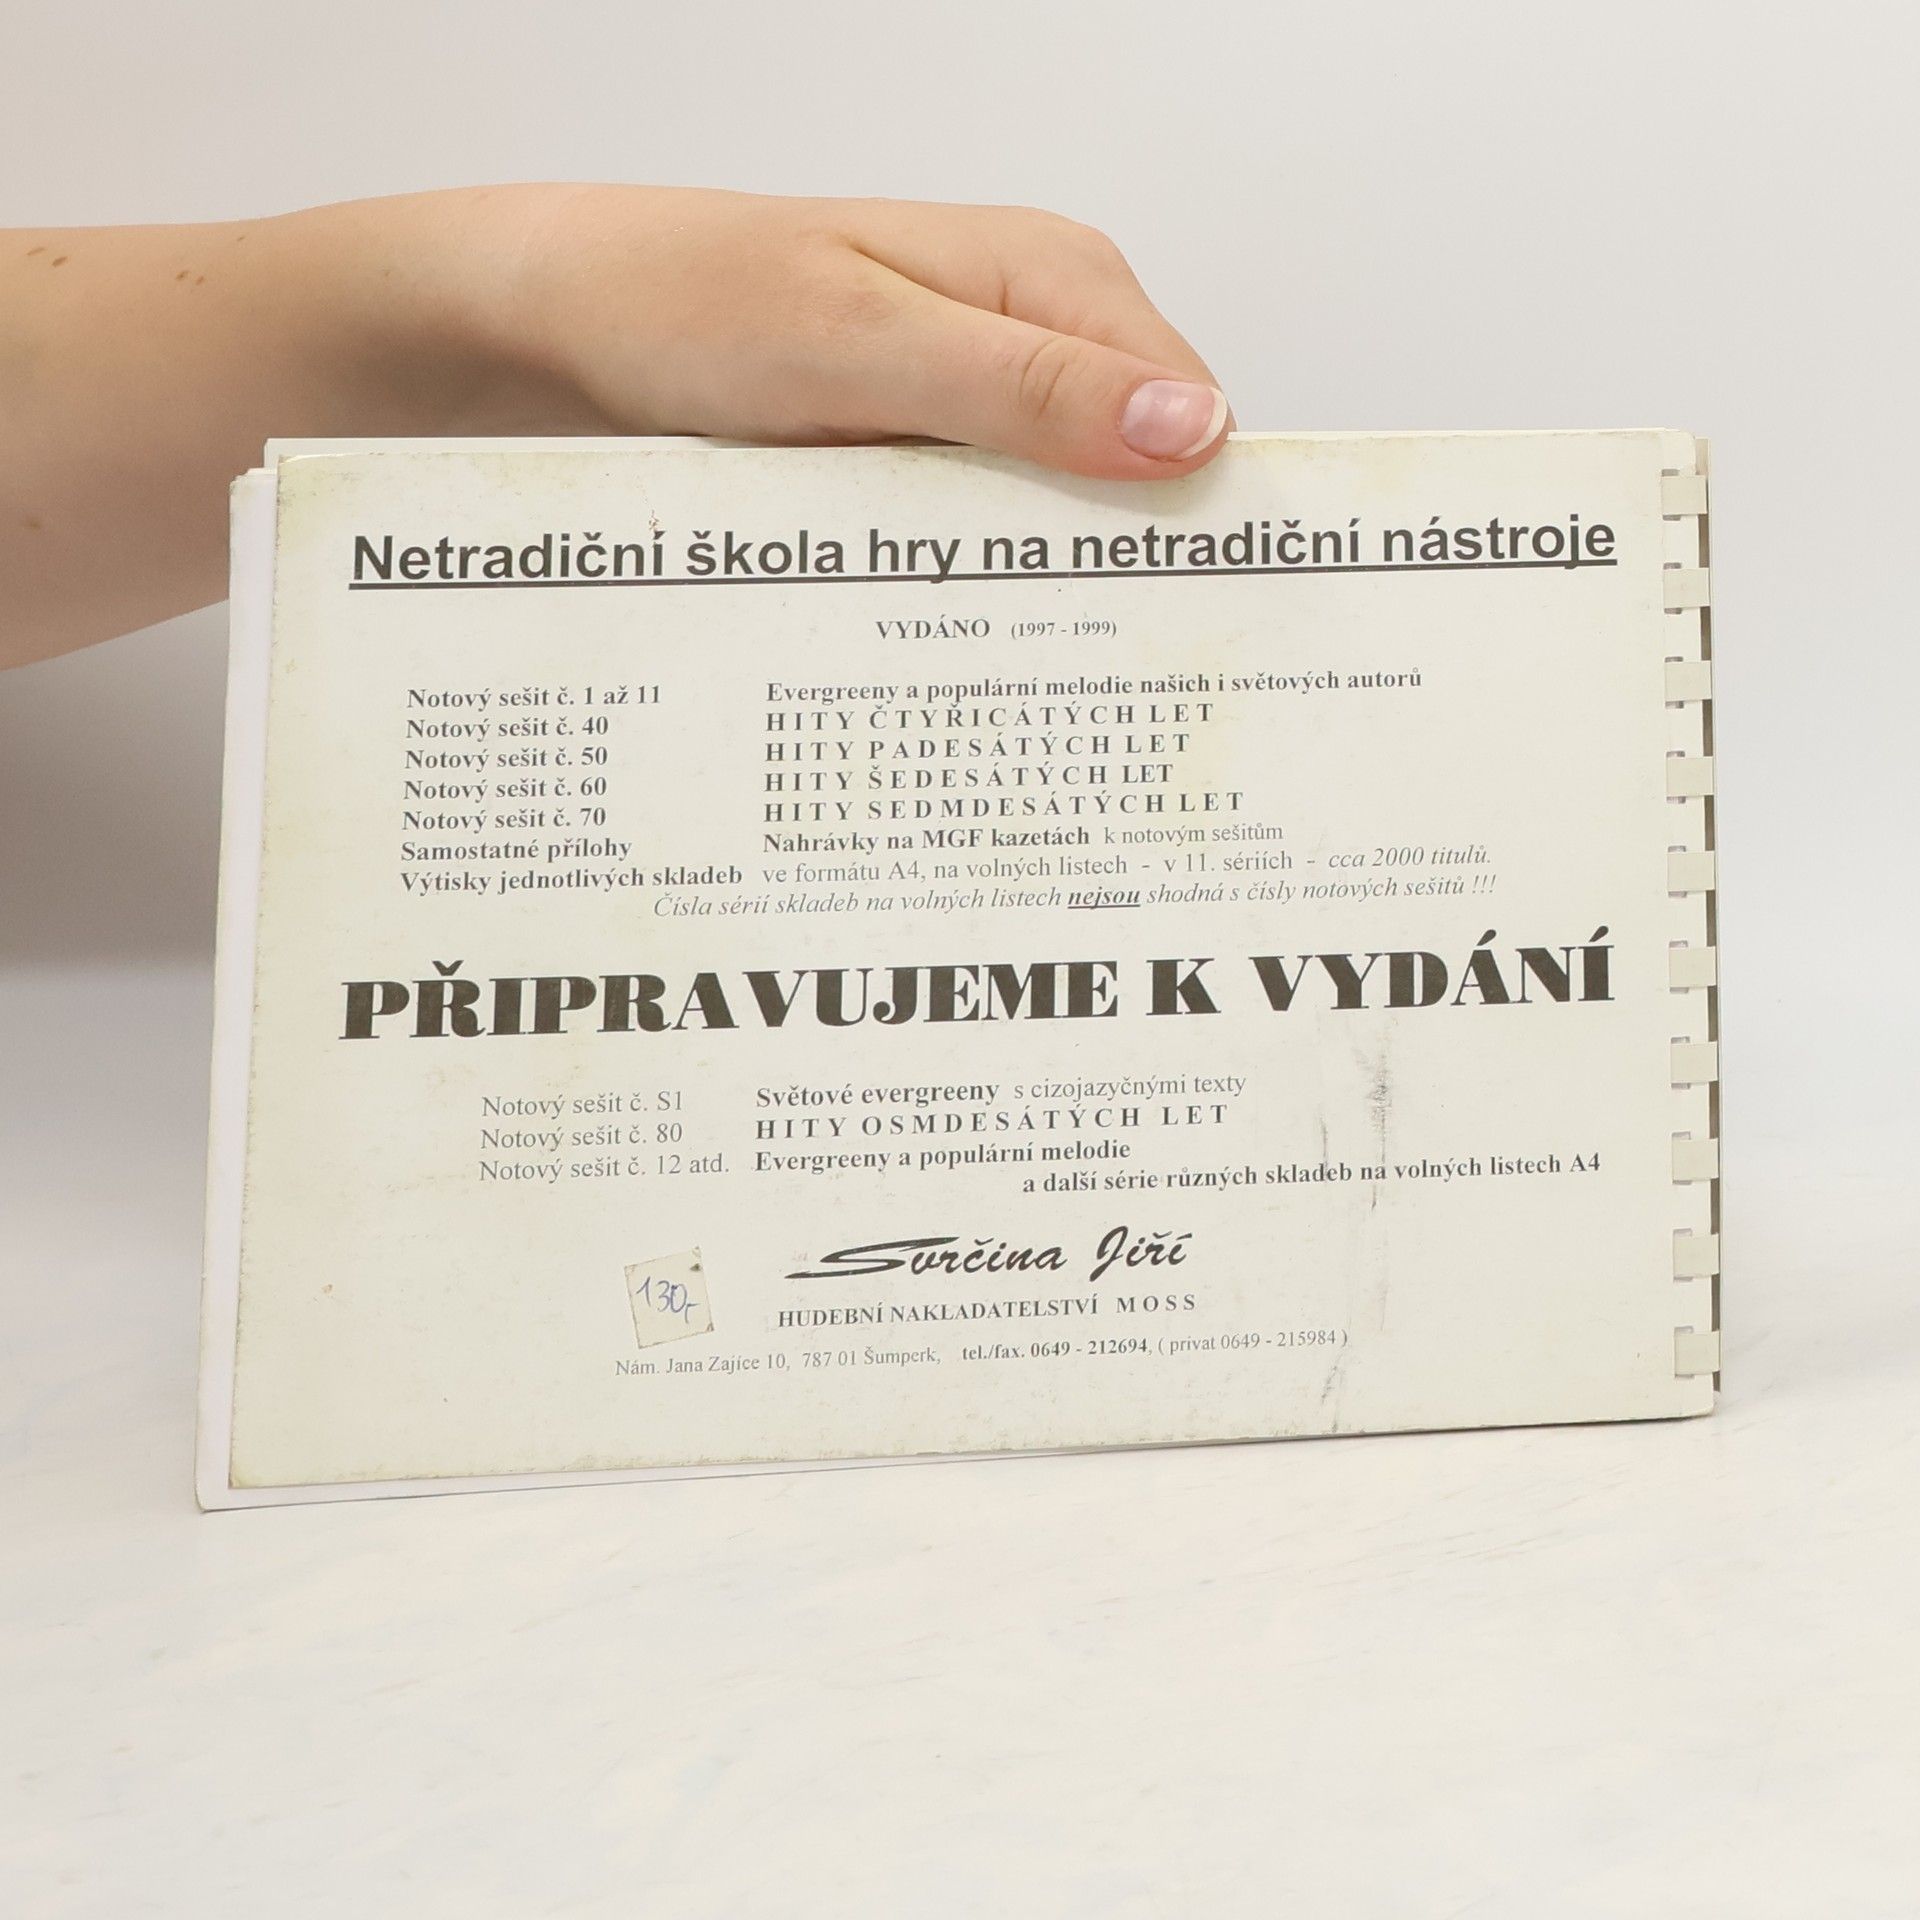 Netradiční škola hry na netradiční nástroje
VYDÁNO (1997 - 1999)
Notový sešit č. 1 až 11 Evergreeny a populární melodie našich i světových autorů
Notový sešit č. 40 HITY ČTYŘICÁTÝCH LET
Notový sešit č. 50 HITY PADESÁTÝCH LET
Notový sešit č. 60 HITY ŠEDESÁTÝCH LET
Notový sešit č. 70 HITY SEDMDESÁTÝCH LET
Samostatné přílohy Nahrávky na MGF kazetách k notovým sešitům
Výtisky jednotlivých skladeb ve formátu A4, na volných listech - v 11. sériích - cca 2000 titulů.
Čísla sérií skladeb na volných listech nejsou shodná s čísly notových sešitů !!!
PŘIPRAVUJEME K VYDÁNÍ
Notový sešit č. S1 Světové evergreeny s cizojazyčnými texty
Notový sešit č. 80 HITY OSMDESÁTÝCH LET
Notový sešit č. 12 atd. Evergreeny a populární melodie
a další série různých skladeb na volných listech A4
130,-
Svrčina Jiří
HUDEBNÍ NAKLADATELSTVÍ MOSS
Nám. Jana Zajíce 10, 787 01 Šumperk, tel./fax. 0649 - 212694, ( privat 0649 - 215984 )